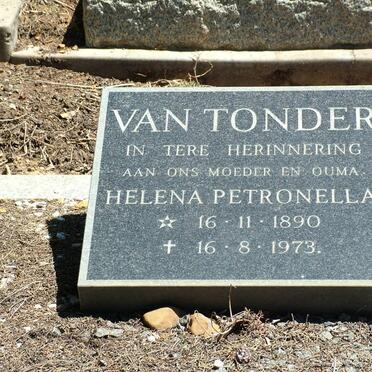 VAN TONDER
IN TERE HERINNERING
AAN ONS MOEDER EN OUMA.
HELENA PETRONELLA
☆ 16·11·1890
✝ 16·8·1973.